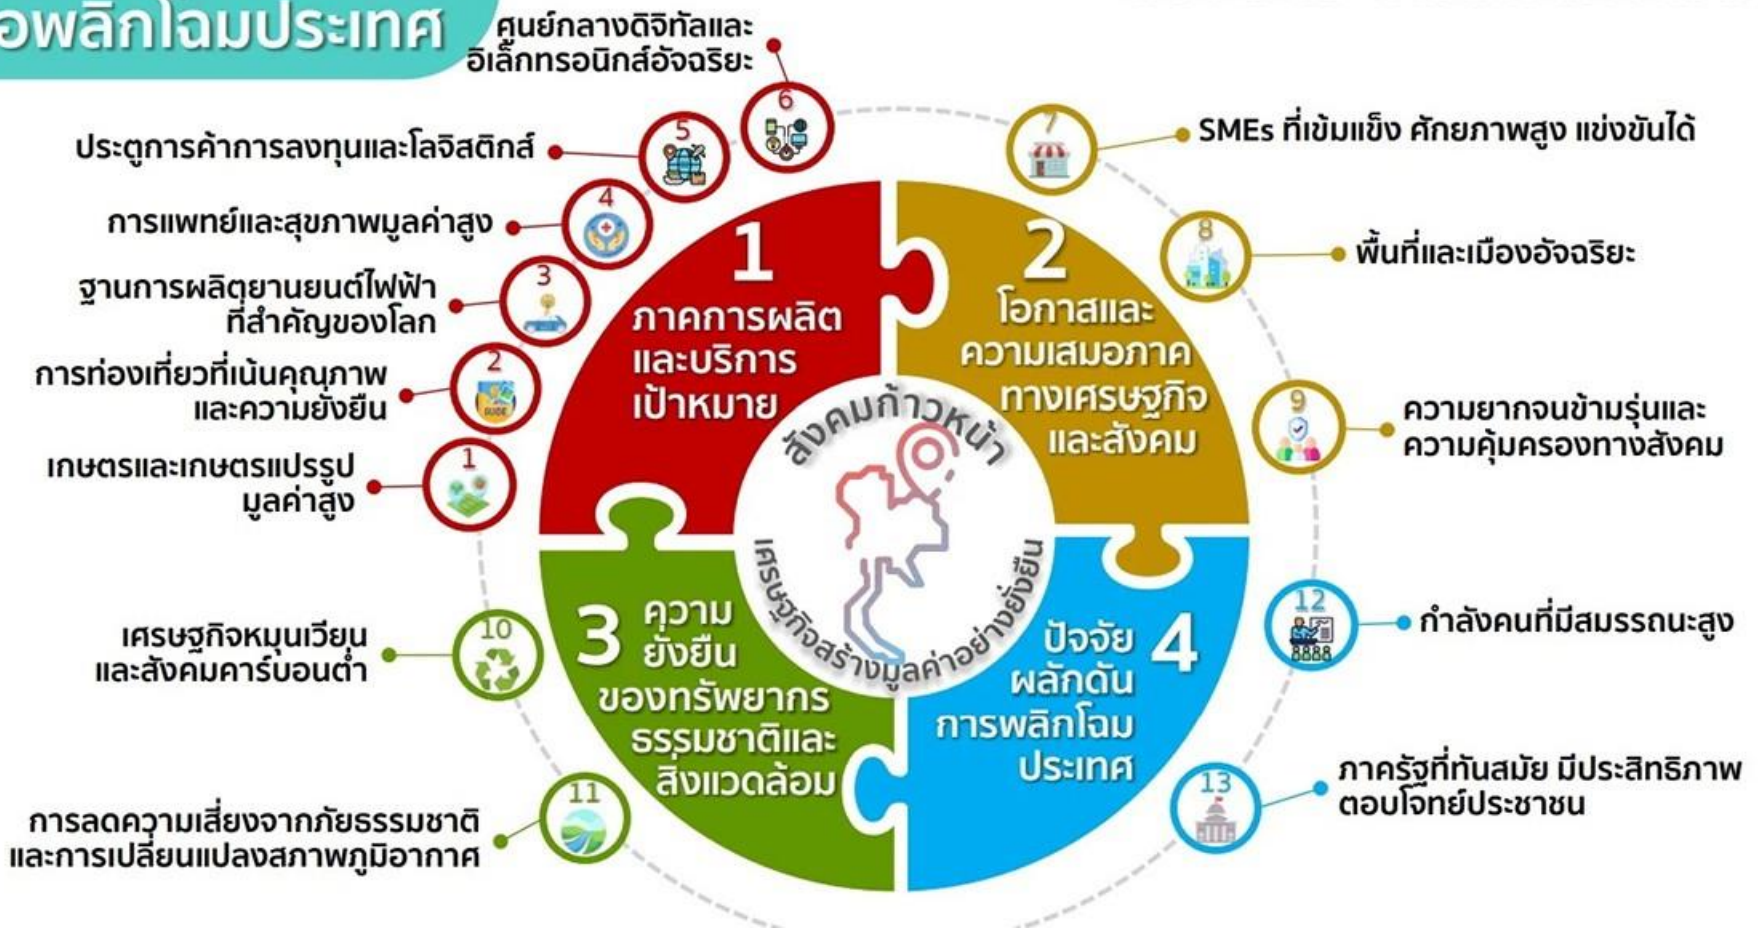 พลิกโฉมประเทศ
ศูนย์กลางดิจิทัลและ
อิเล็กทรอนิกส์อัจฉริยะ
6
ประตูการค้าการลงทุนและโลจิสติกส์
5
การแพทย์และสุขภาพมูลค่าสูง
4
ฐานการผลิตยานยนต์ไฟฟ้า
ที่สำคัญของโลก
3
การท่องเที่ยวที่เน้นคุณภาพ
และความยั่งยืน
2
GUIDE
เกษตรและเกษตรแปรรูป
มูลค่าสูง
1
1
ภาคการผลิต
และบริการ
เป้าหมาย
2
โอกาสและ
ความเสมอภาค
ทางเศรษฐกิจ
และสังคม
7
SMEs ที่เข้มแข็ง ศักยภาพสูง แข่งขันได้
8
พื้นที่และเมืองอัจฉริยะ
9
ความยากจนข้ามรุ่นและ
ความคุ้มครองทางสังคม
สังคมก้าวหน้า
เศรษฐกิจสร้างมูลค่าอย่างยั่งยืน
3
ความ
ยั่งยืน
ของทรัพยากร
ธรรมชาติและ
สิ่งแวดล้อม
10
เศรษฐกิจหมุนเวียน
และสังคมคาร์บอนต่ำ
11
การลดความเสี่ยงจากภัยธรรมชาติ
และการเปลี่ยนแปลงสภาพภูมิอากาศ
4
ปัจจัย
ผลักดัน
การพลิกโฉม
ประเทศ
12
กำลังคนที่มีสมรรถนะสูง
13
ภาครัฐที่ทันสมัย มีประสิทธิภาพ
ตอบโจทย์ประชาชน